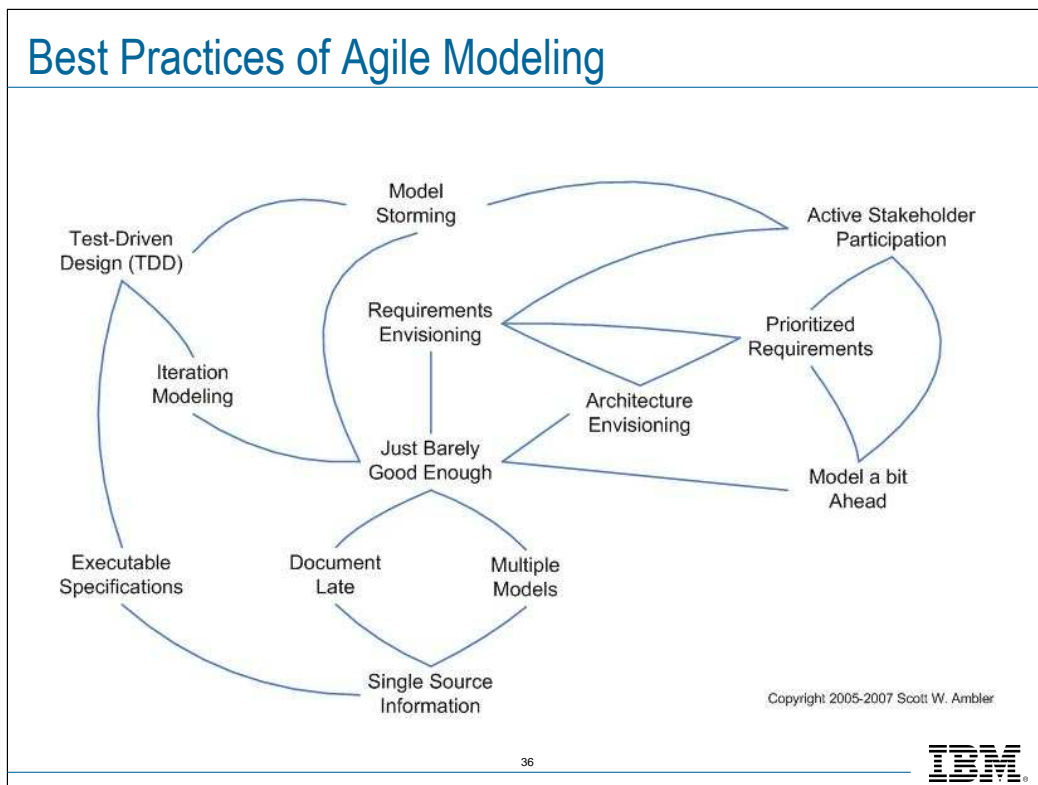 Best Practices of Agile Modeling
Model
Storming
Active Stakeholder
Participation
Test-Driven
Design (TDD)
Requirements
Envisioning
Prioritized
Requirements
Iteration
Modeling
Architecture
Envisioning
Just Barely
Good Enough
Model a bit
Ahead
Executable
Specifications
Document
Late
Multiple
Models
Single Source
Information
Copyright 2005-2007 Scott W. Ambler
36
IBM®